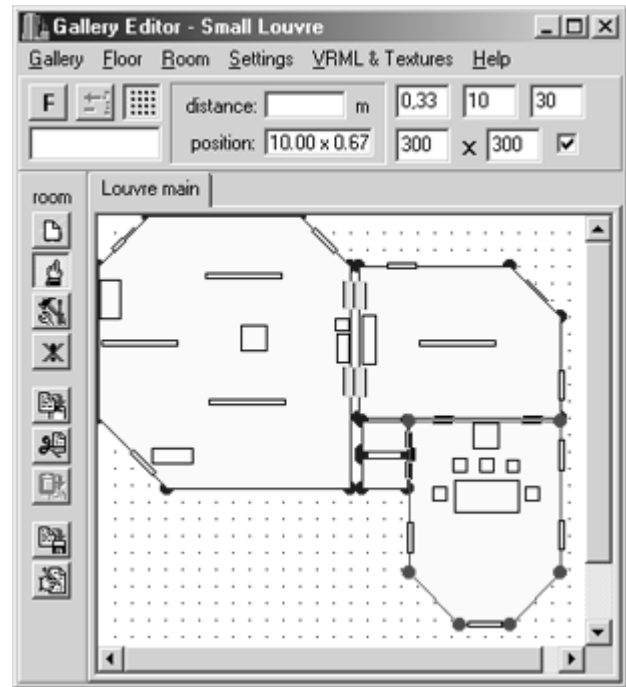 Gallery Editor - Small Louvre
Gallery Floor Room Settings VRML & Textures Help
F distance: m 0,33 10 30
position: 10.00 x 0.67 300 x 300
room Louvre main